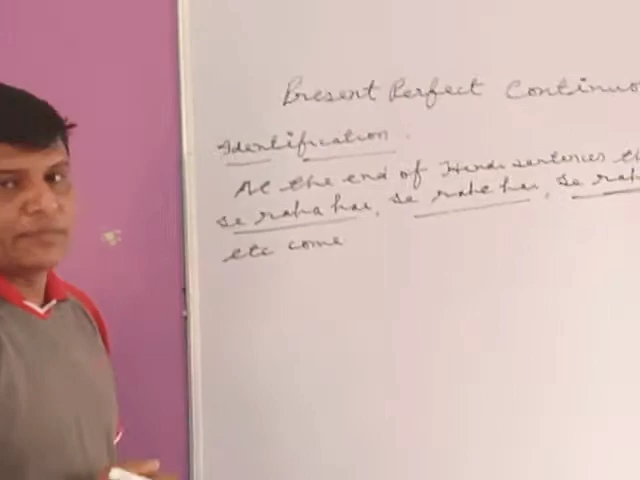 Present Perfect Continuo
Identification
At the end of Hindi sentences
se raha hai, se rahe hai, se rah
etc come